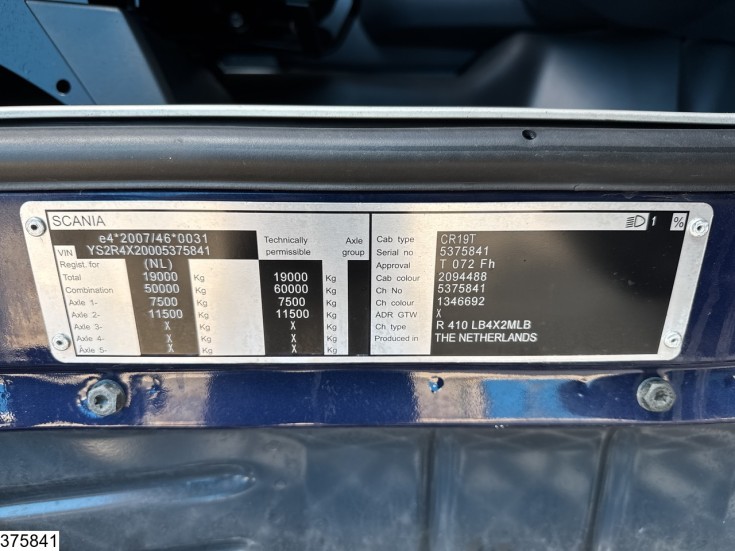 SCANIA
1 %
e4*2007/46*0031
VIN YS2R4X20005375841
Technically permissible Axle group
Regist. for (NL)
Total 19000 Kg 19000 Kg
Combination 50000 Kg 60000 Kg
Axle 1- 7500 Kg 7500 Kg
Axle 2- 11500 Kg 11500 Kg
Axle 3- X Kg X Kg
Axle 4- X Kg X Kg
Axle 5- X Kg X Kg
Cab type CR19T
Serial no 5375841
Approval T 072 Fh
Cab colour 2094488
Ch No 5375841
Ch colour 1346692
ADR GTW X
Ch type R 410 LB4X2MLB
Produced in THE NETHERLANDS
375841